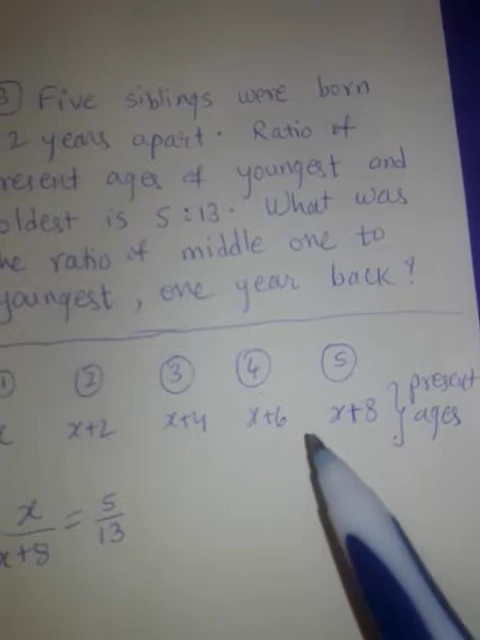 3 Five siblings were born
2 years apart. Ratio of
resent ages of youngest and
oldest is 5:13. What was
he ratio of middle one to
youngest, one year back?
1 2 3 4 5
x x+2 x+4 x+6 x+8 } present ages
x/x+8 = 5/13